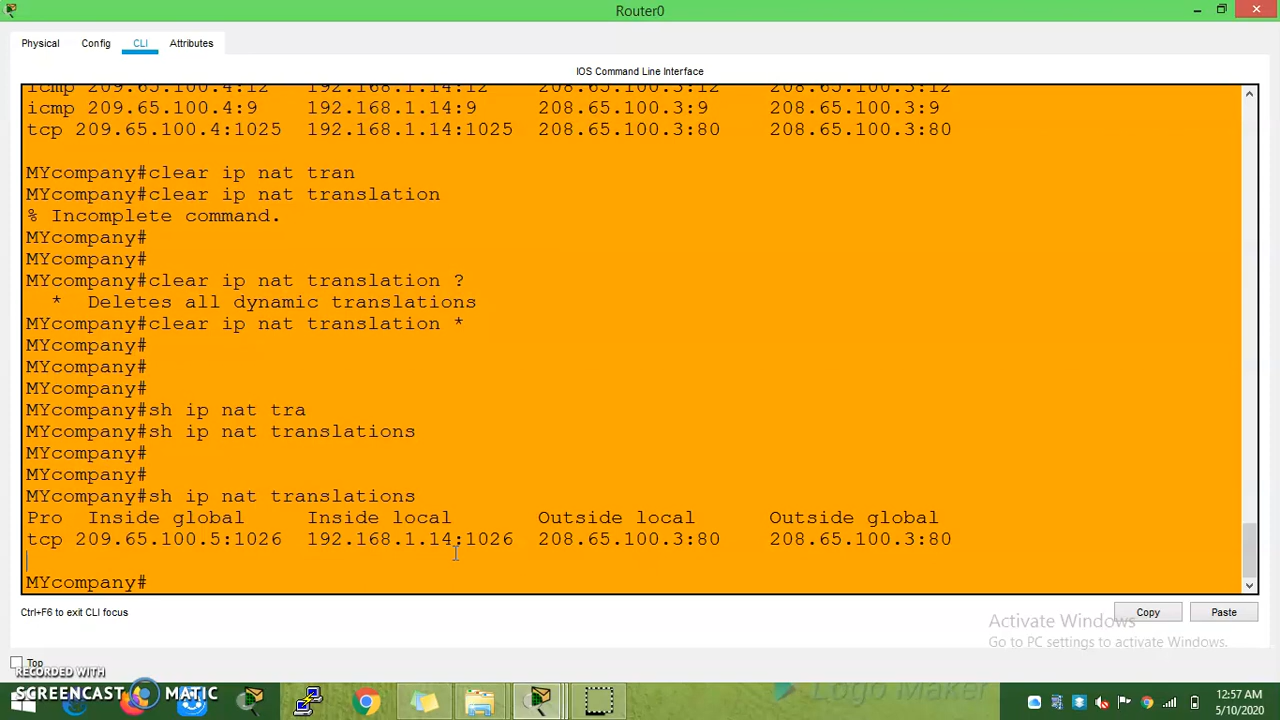 Router0
Physical Config CLI Attributes
IOS Command Line Interface
icmp 209.65.100.4:12 192.168.1.14:12 208.65.100.3:12 208.65.100.3:12
icmp 209.65.100.4:9 192.168.1.14:9 208.65.100.3:9 208.65.100.3:9
tcp 209.65.100.4:1025 192.168.1.14:1025 208.65.100.3:80 208.65.100.3:80
MYcompany#clear ip nat tran
MYcompany#clear ip nat translation
% Incomplete command.
MYcompany#
MYcompany#
MYcompany#clear ip nat translation ?
* Deletes all dynamic translations
MYcompany#clear ip nat translation *
MYcompany#
MYcompany#
MYcompany#
MYcompany#sh ip nat tra
MYcompany#sh ip nat translations
MYcompany#
MYcompany#
MYcompany#sh ip nat translations
Pro Inside global Inside local Outside local Outside global
tcp 209.65.100.5:1026 192.168.1.14:1026 208.65.100.3:80 208.65.100.3:80
MYcompany#
Ctrl+F6 to exit CLI focus
Copy Paste
Activate Windows
Go to PC settings to activate Windows.
Top
RECORDED WITH
SCREENCAST MATIC
Logo Maker
12:57 AM
5/10/2020